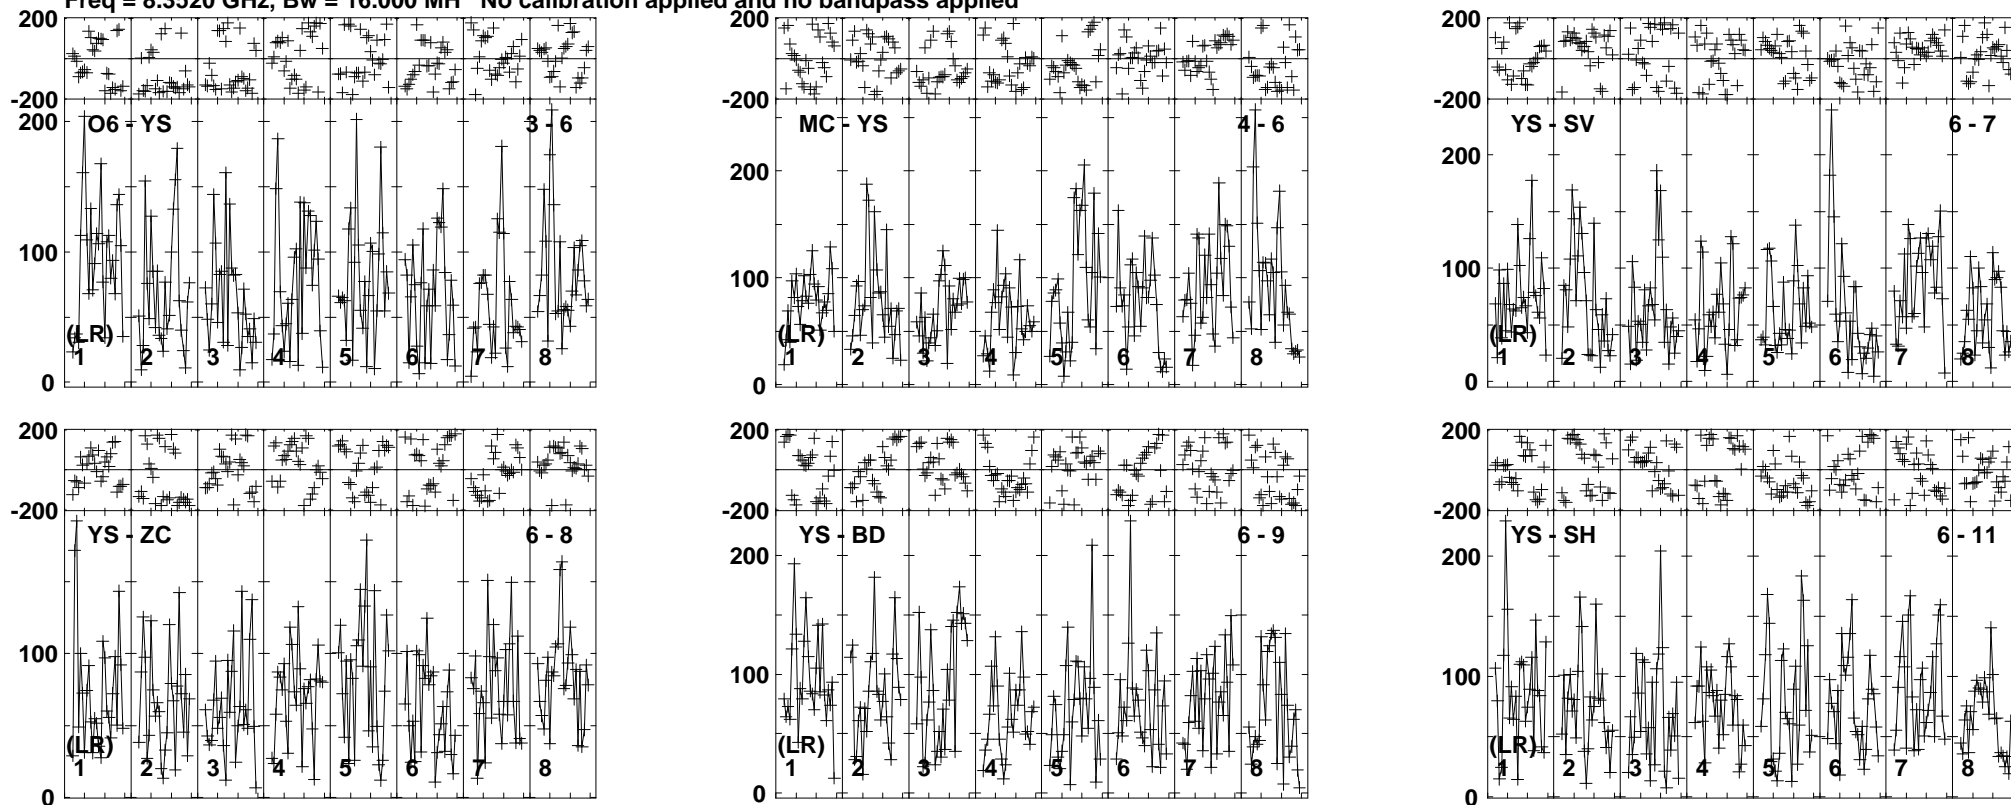 Freq = 8.3520 GHz, Bw = 16.000 MH No calibration applied and no bandpass applied
200 200 200
-200 -200 -200
200 O6 - YS 3 - 6 MC - YS 4 - 6 YS - SV 6 - 7
200 200
100 100 100
(LR) (LR) (LR)
1 2 3 4 5 6 7 8 1 2 3 4 5 6 7 8 1 2 3 4 5 6 7 8
0 0 0
200 200 200
-200 -200 -200
YS - ZC 6 - 8 YS - BD 6 - 9 YS - SH 6 - 11
200 200
100 100 100
(LR) (LR) (LR)
1 2 3 4 5 6 7 8 1 2 3 4 5 6 7 8 1 2 3 4 5 6 7 8
0 0 0